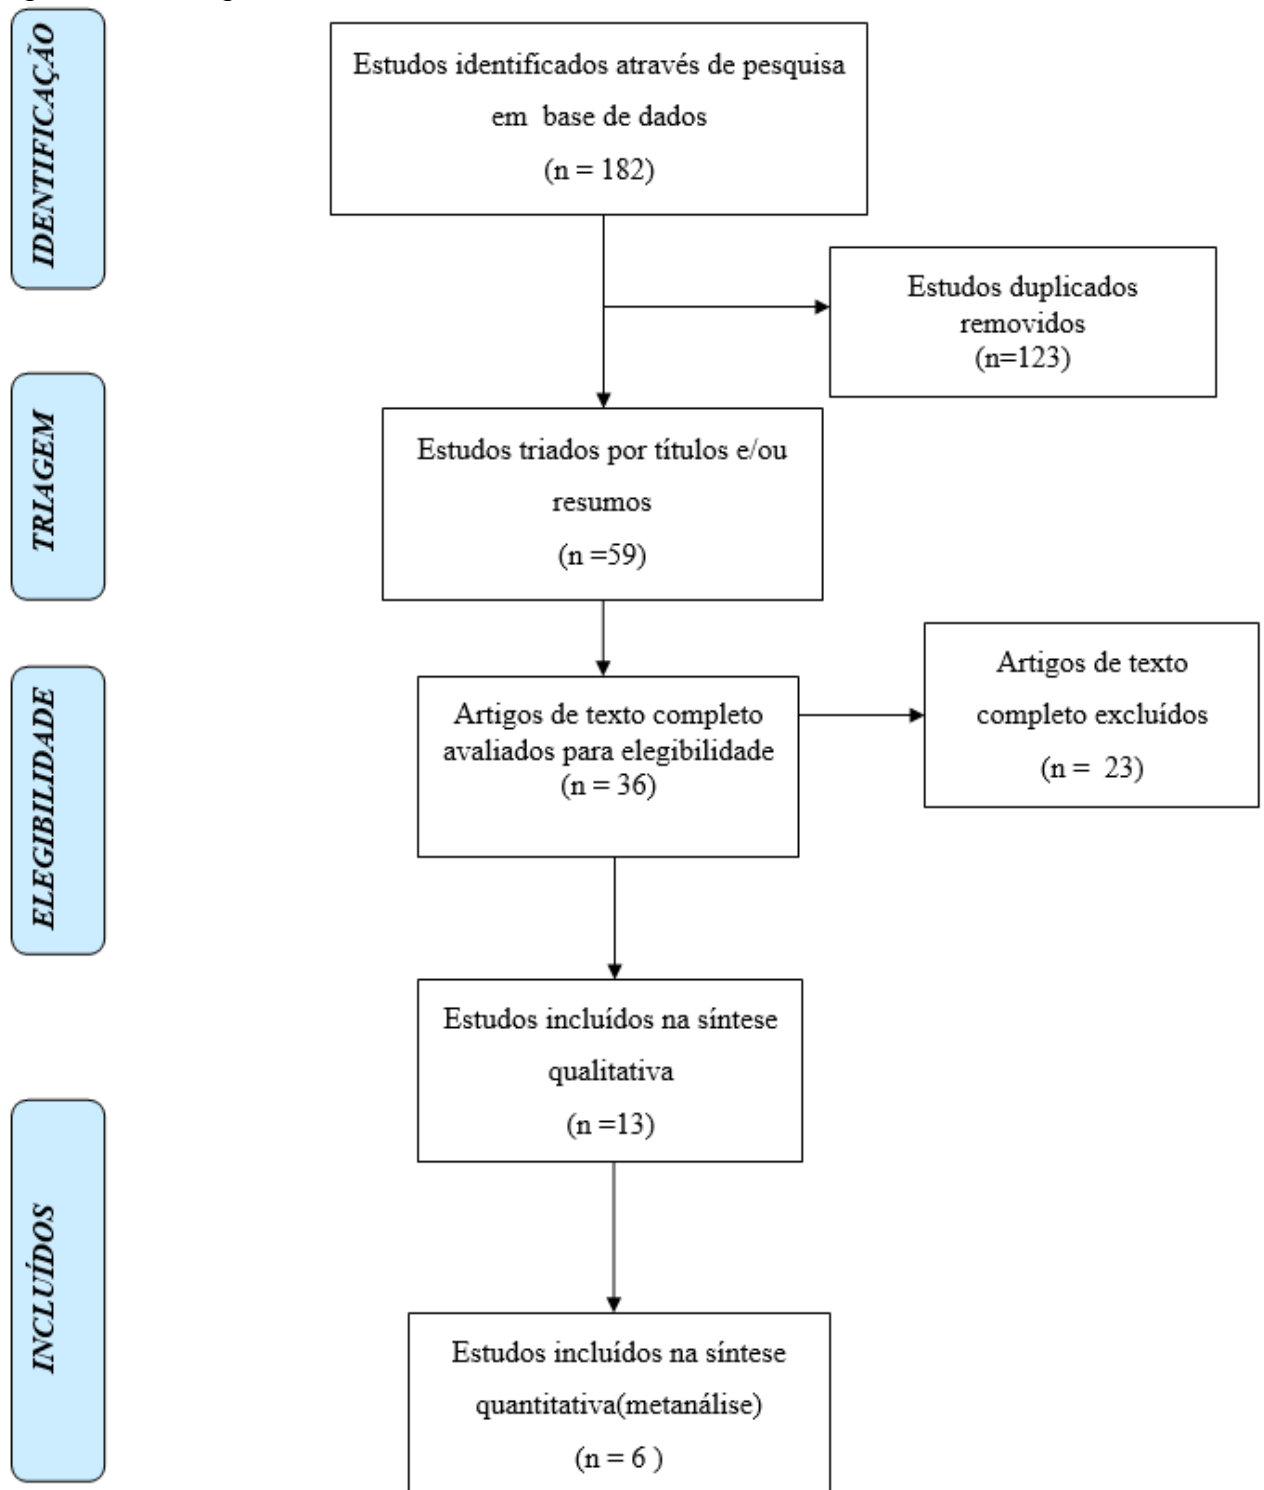 IDENTIFICAÇÃO
Estudos identificados através de pesquisa
em base de dados
(n = 182)
Estudos duplicados
removidos
(n=123)
TRIAGEM
Estudos triados por títulos e/ou
resumos
(n =59)
ELEGIBILIDADE
Artigos de texto completo
avaliados para elegibilidade
(n = 36)
Artigos de texto
completo excluídos
(n = 23)
Estudos incluídos na síntese
qualitativa
(n =13)
INCLUÍDOS
Estudos incluídos na síntese
quantitativa(metanálise)
(n = 6 )